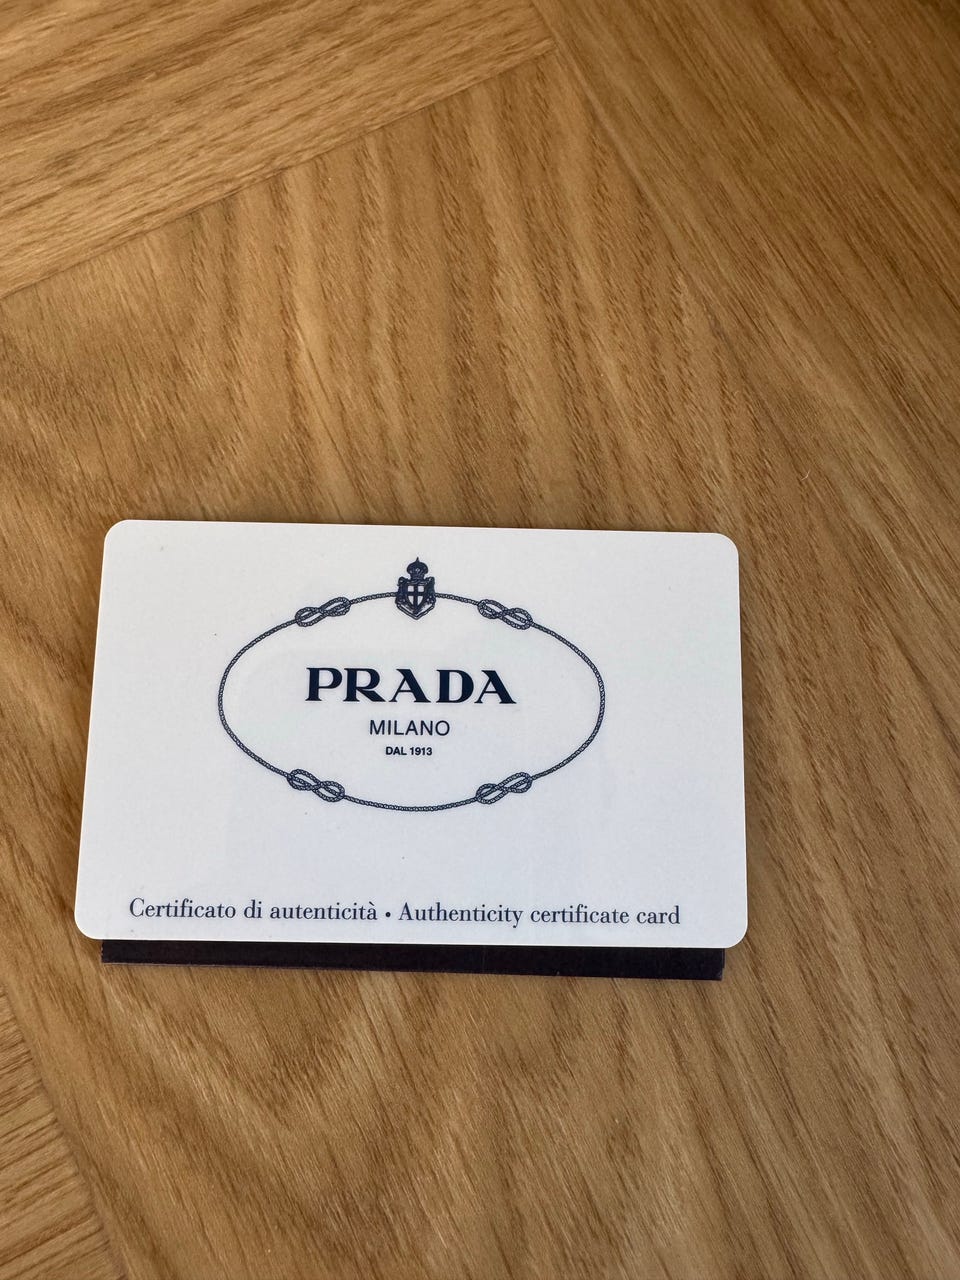 PRADA
MILANO
DAL 1913
Certificato di autenticità • Authenticity certificate card